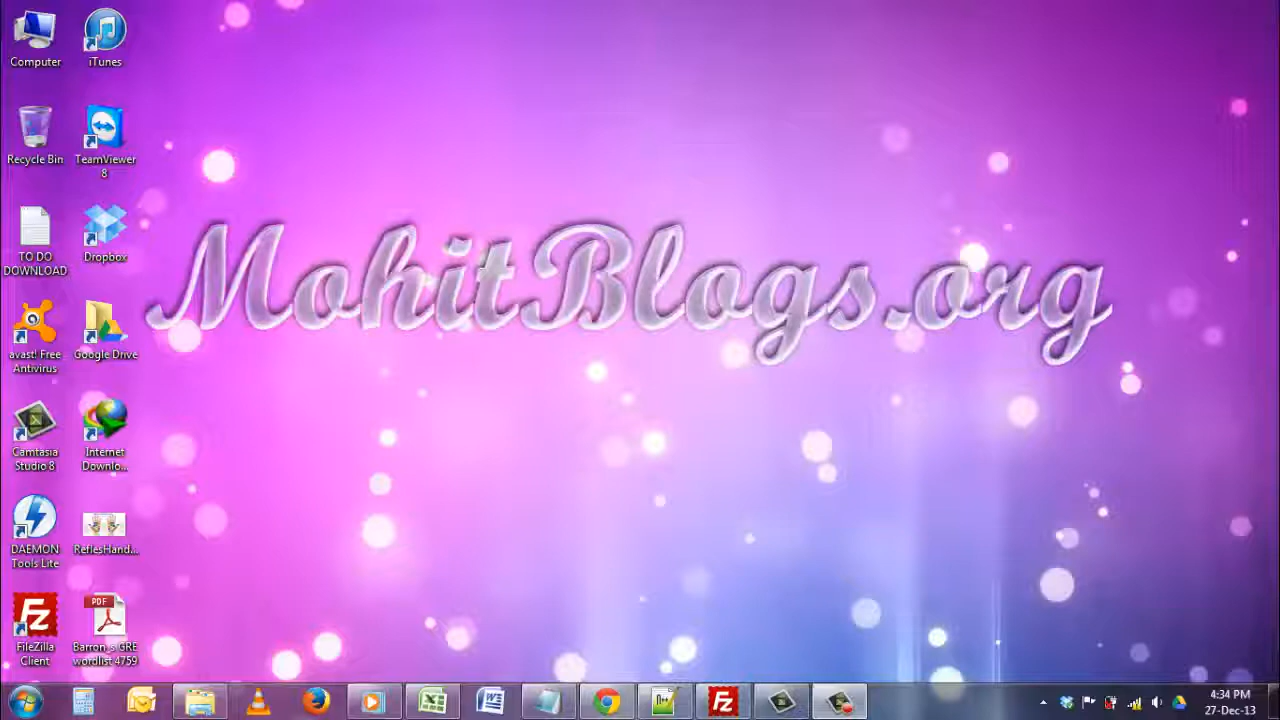 Computer
iTunes
Recycle Bin
TeamViewer
8
TO DO
DOWNLOAD
Dropbox
MohitBlogs.org
avast! Free
Antivirus
Google Drive
Camtasia
Studio 8
Internet
Downlo...
DAEMON
Tools Lite
ReflesHand...
FileZilla
Client
PDF
Barron_s GRE
wordlist 4759
4:34 PM
27-Dec-13